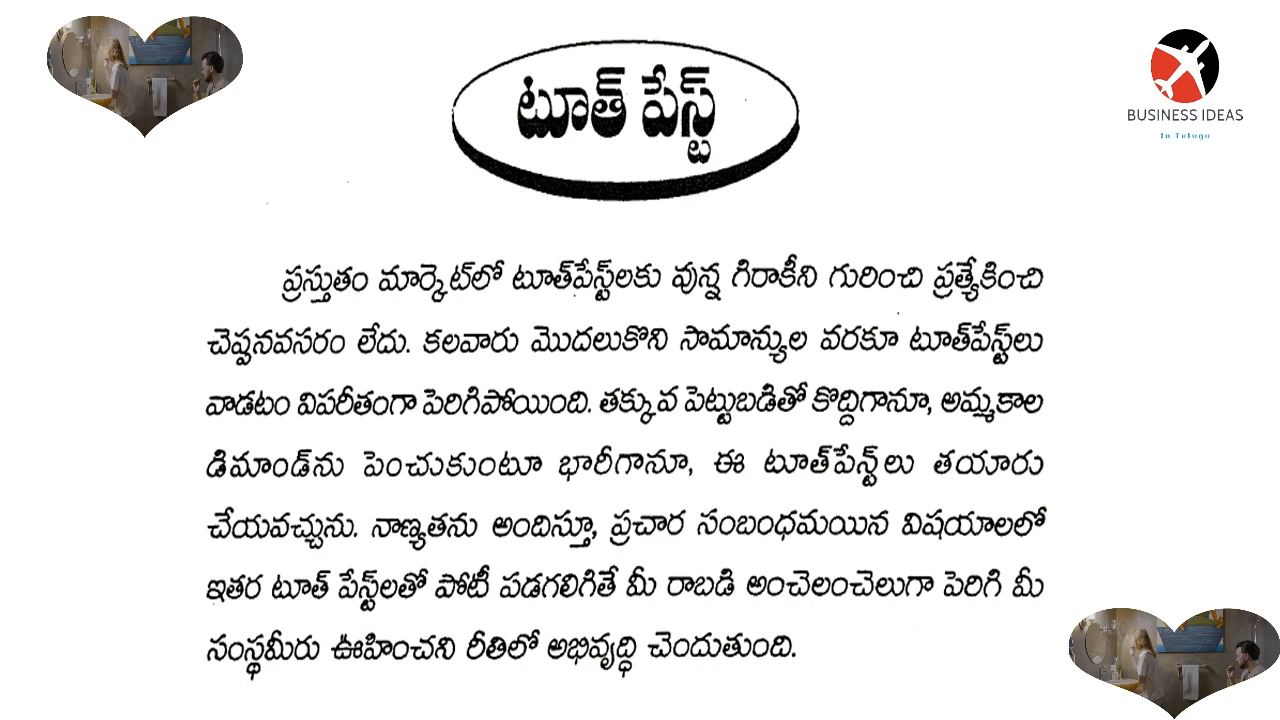 టూత్ పేస్ట్
BUSINESS IDEAS
In Telugu
ప్రస్తుతం మార్కెట్‌లో టూత్‌పేస్ట్‌లకు వున్న గిరాకీని గురించి ప్రత్యేకించి
చెప్పనవసరం లేదు. కలవారు మొదలుకొని సామాన్యుల వరకూ టూత్‌పేస్ట్‌లు
వాడటం విపరీతంగా పెరిగిపోయింది. తక్కువ పెట్టుబడితో కొద్దిగానూ, అమ్మకాల
డిమాండ్‌ను పెంచుకుంటూ భారీగానూ, ఈ టూత్‌పేస్ట్‌లు తయారు
చేయవచ్చును. నాణ్యతను అందిస్తూ, ప్రచార సంబంధమయిన విషయాలలో
ఇతర టూత్ పేస్ట్‌లతో పోటీ పడగలిగితే మీ రాబడి అంచెలంచెలుగా పెరిగి మీ
సంస్థమీరు ఊహించని రీతిలో అభివృద్ధి చెందుతుంది.